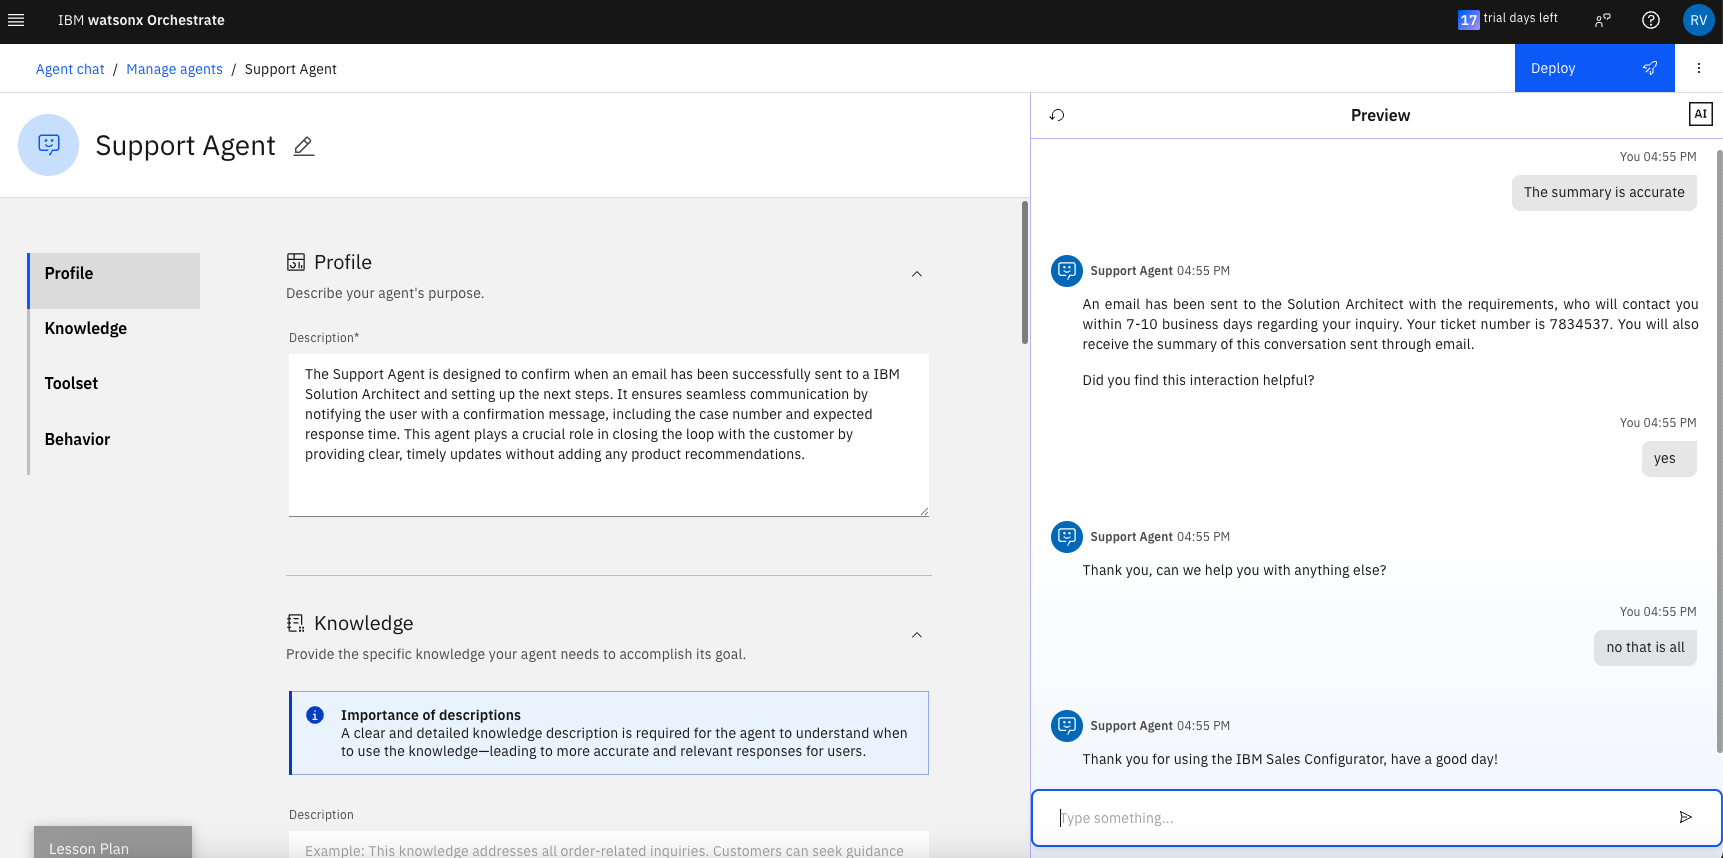 IBM watsonx Orchestrate
17 trial days left
RV
Agent chat / Manage agents / Support Agent
Deploy
Support Agent
Profile
Knowledge
Toolset
Behavior
Profile
Describe your agent's purpose.
Description*
The Support Agent is designed to confirm when an email has been successfully sent to a IBM
Solution Architect and setting up the next steps. It ensures seamless communication by
notifying the user with a confirmation message, including the case number and expected
response time. This agent plays a crucial role in closing the loop with the customer by
providing clear, timely updates without adding any product recommendations.
Knowledge
Provide the specific knowledge your agent needs to accomplish its goal.
Importance of descriptions
A clear and detailed knowledge description is required for the agent to understand when
to use the knowledge—leading to more accurate and relevant responses for users.
Description
Example: This knowledge addresses all order-related inquiries. Customers can seek guidance
Lesson Plan
Preview
AI
You 04:55 PM
The summary is accurate
Support Agent 04:55 PM
An email has been sent to the Solution Architect with the requirements, who will contact you
within 7-10 business days regarding your inquiry. Your ticket number is 7834537. You will also
receive the summary of this conversation sent through email.
Did you find this interaction helpful?
You 04:55 PM
yes
Support Agent 04:55 PM
Thank you, can we help you with anything else?
You 04:55 PM
no that is all
Support Agent 04:55 PM
Thank you for using the IBM Sales Configurator, have a good day!
Type something...